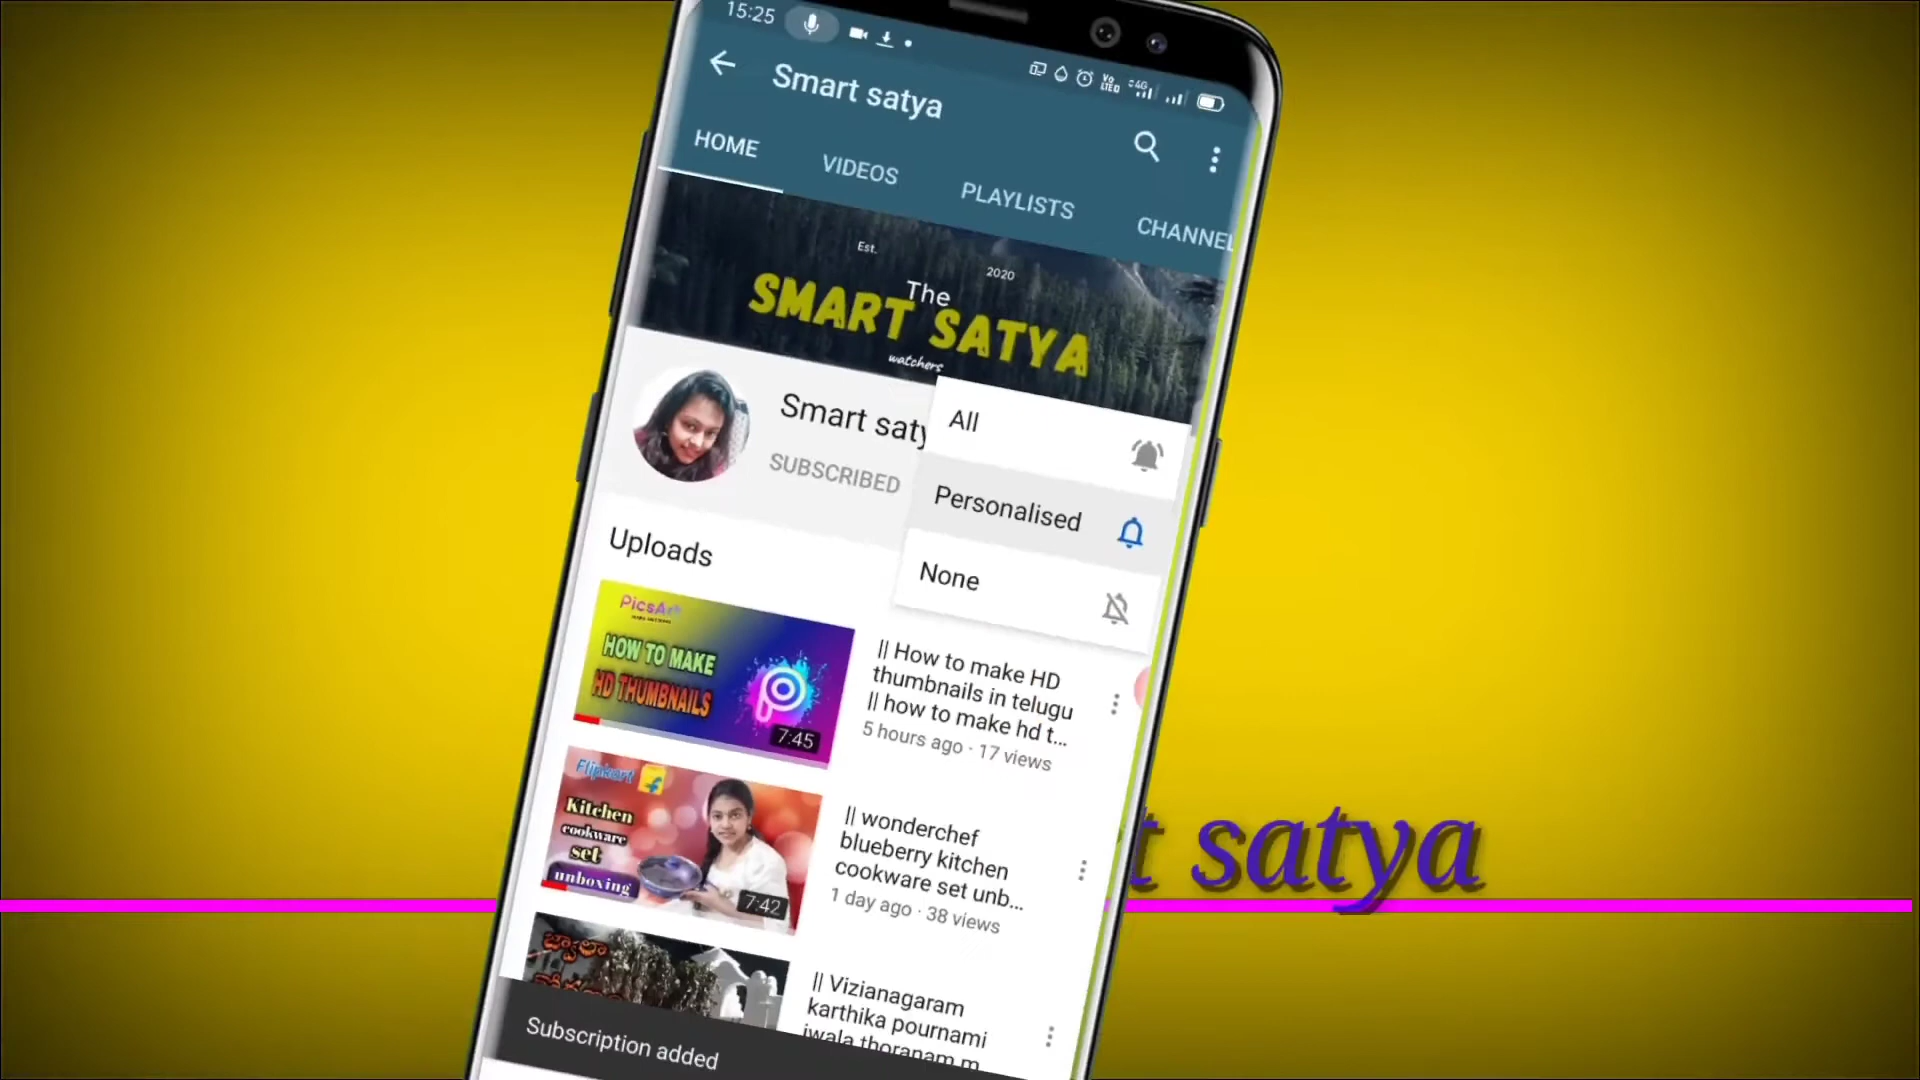 15:25
Smart satya
HOME
VIDEOS
PLAYLISTS
CHANNEL
Est.
2020
The
SMART SATYA
watchers
Smart saty
SUBSCRIBED
All
Personalised
None
Uploads
PicsArt
HOW TO MAKE
HD THUMBNAILS
7:45
|| How to make HD
thumbnails in telugu
|| how to make hd t...
5 hours ago · 17 views
Flipkart
Kitchen
cookware
set
unboxing
7:42
|| wonderchef
blueberry kitchen
cookware set unb...
1 day ago · 38 views
t satya
జ్వాలా
|| Vizianagaram
karthika pournami
jwala thoranam m
Subscription added